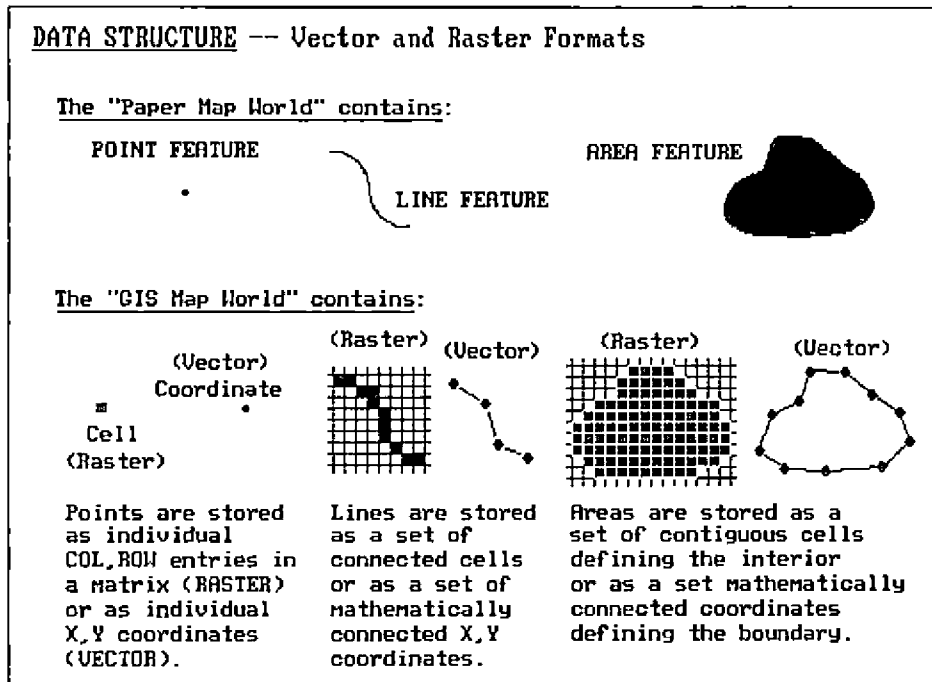 DATA STRUCTURE -- Vector and Raster Formats
The "Paper Map World" contains:
POINT FEATURE
LINE FEATURE
AREA FEATURE
The "GIS Map World" contains:
(Vector)
Coordinate
Cell
(Raster)
(Raster)
(Vector)
(Raster)
(Vector)
Points are stored
as individual
COL,ROW entries in
a matrix (RASTER)
or as individual
X,Y coordinates
(VECTOR).
Lines are stored
as a set of
connected cells
or as a set of
mathematically
connected X,Y
coordinates.
Areas are stored as a
set of contiguous cells
defining the interior
or as a set mathematically
connected coordinates
defining the boundary.